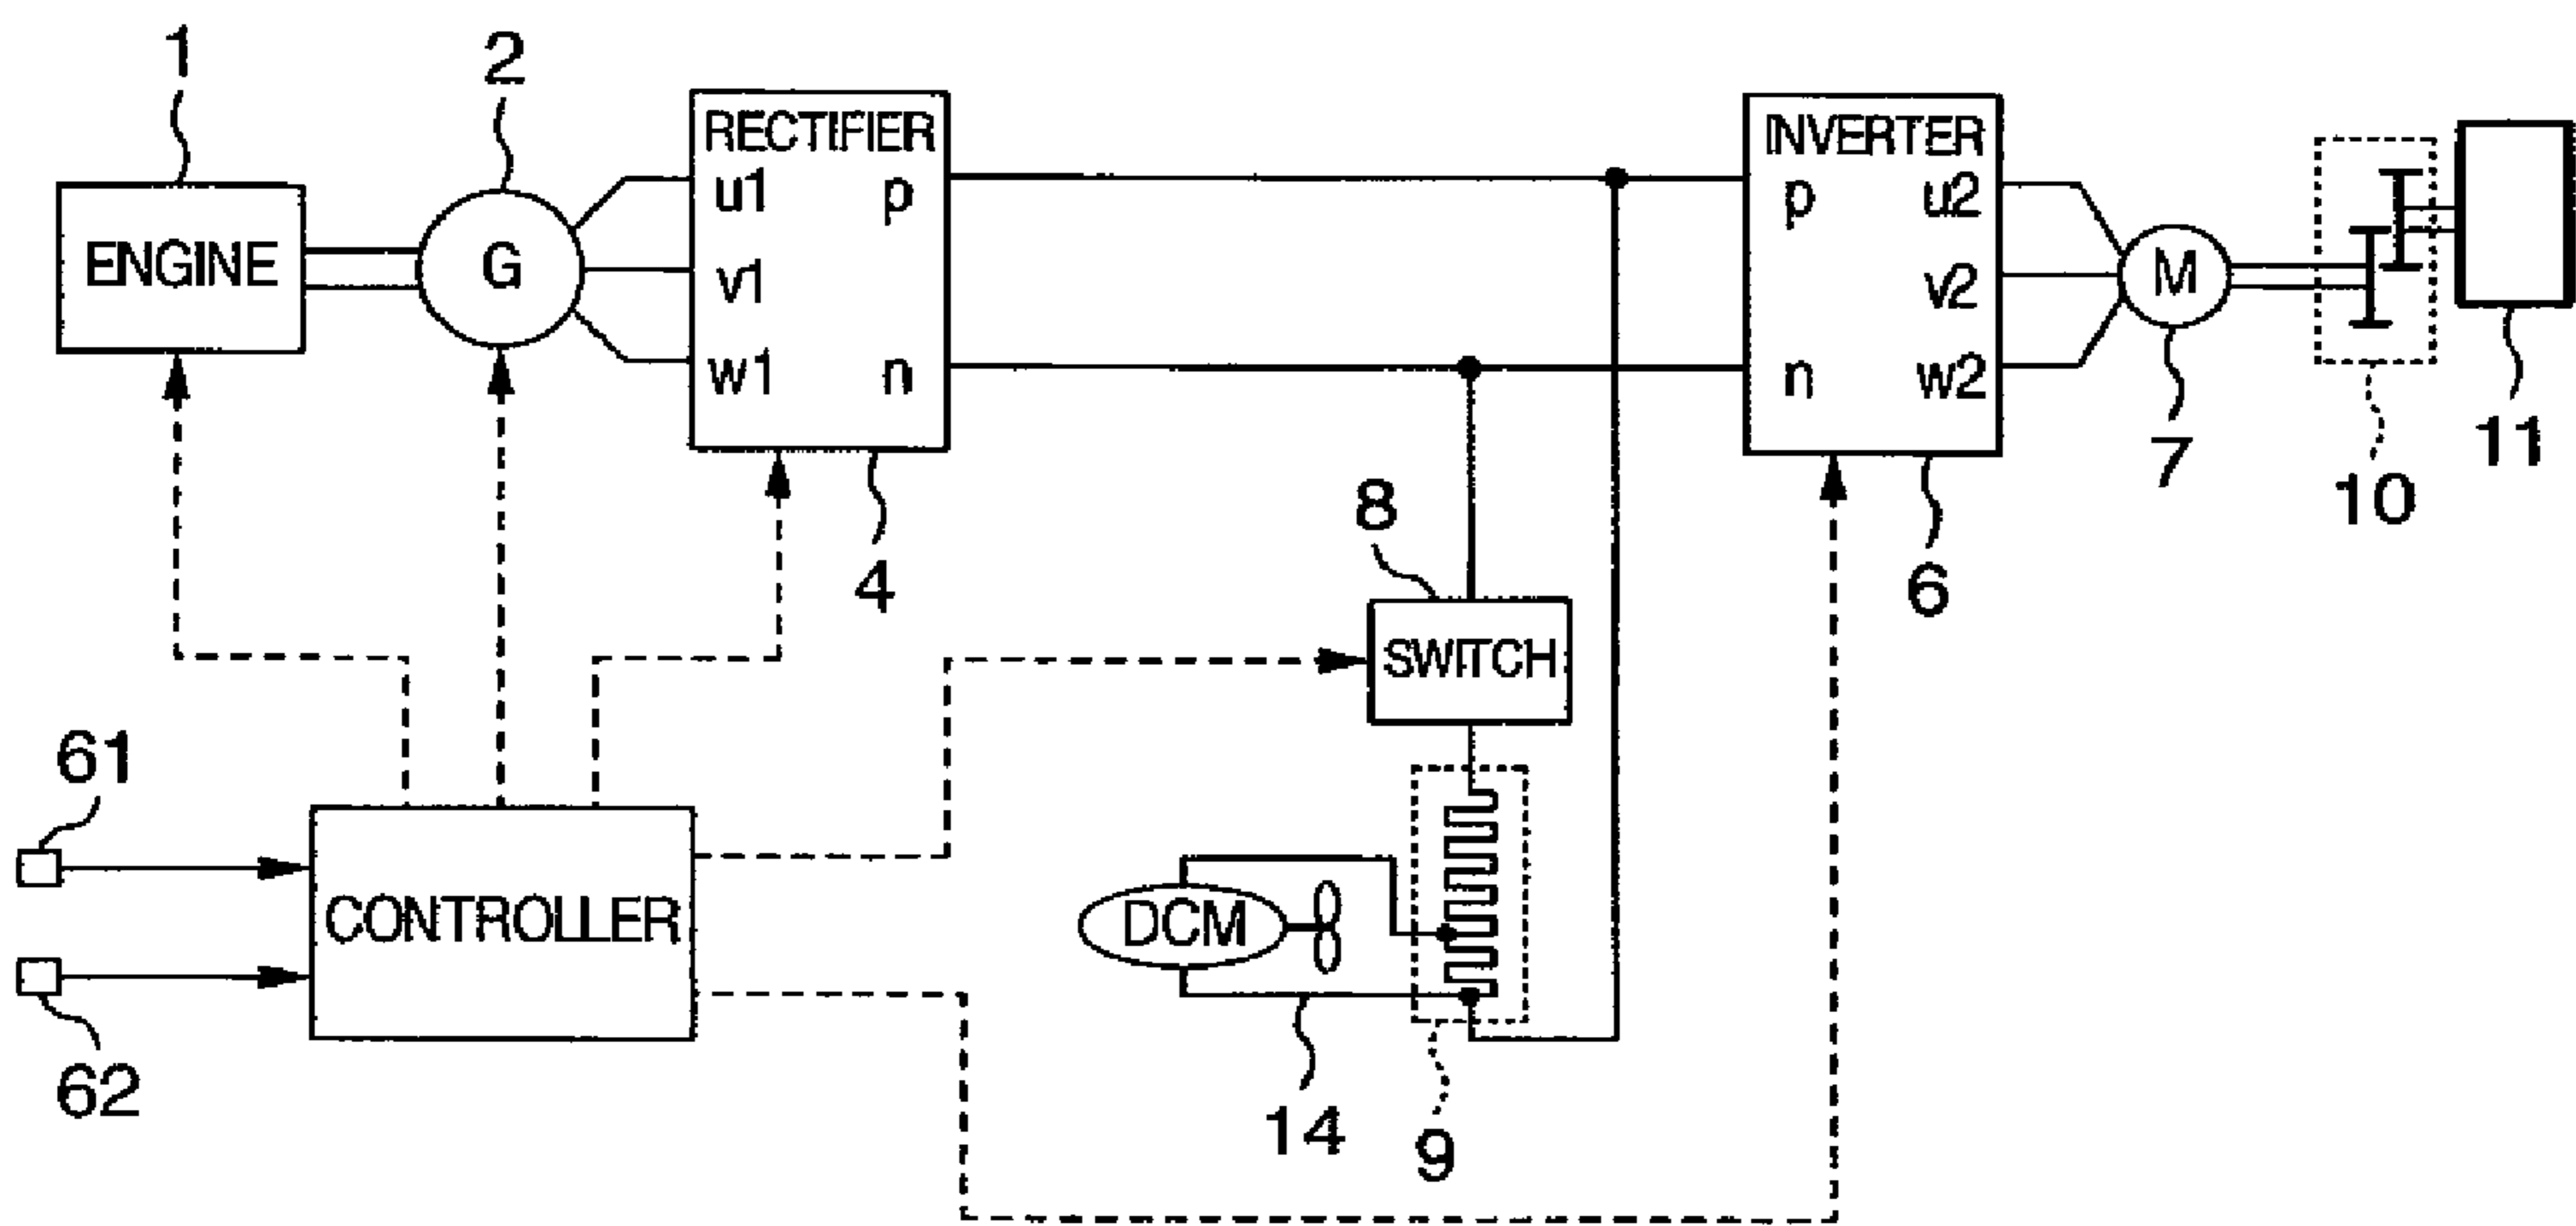 1
2
RECTIFIER
u1
p
v1
w1
n
ENGINE
G
INVERTER
p
u2
v2
n
w2
M
4
6
7
10
11
8
SWITCH
61
62
CONTROLLER
DCM
14
9